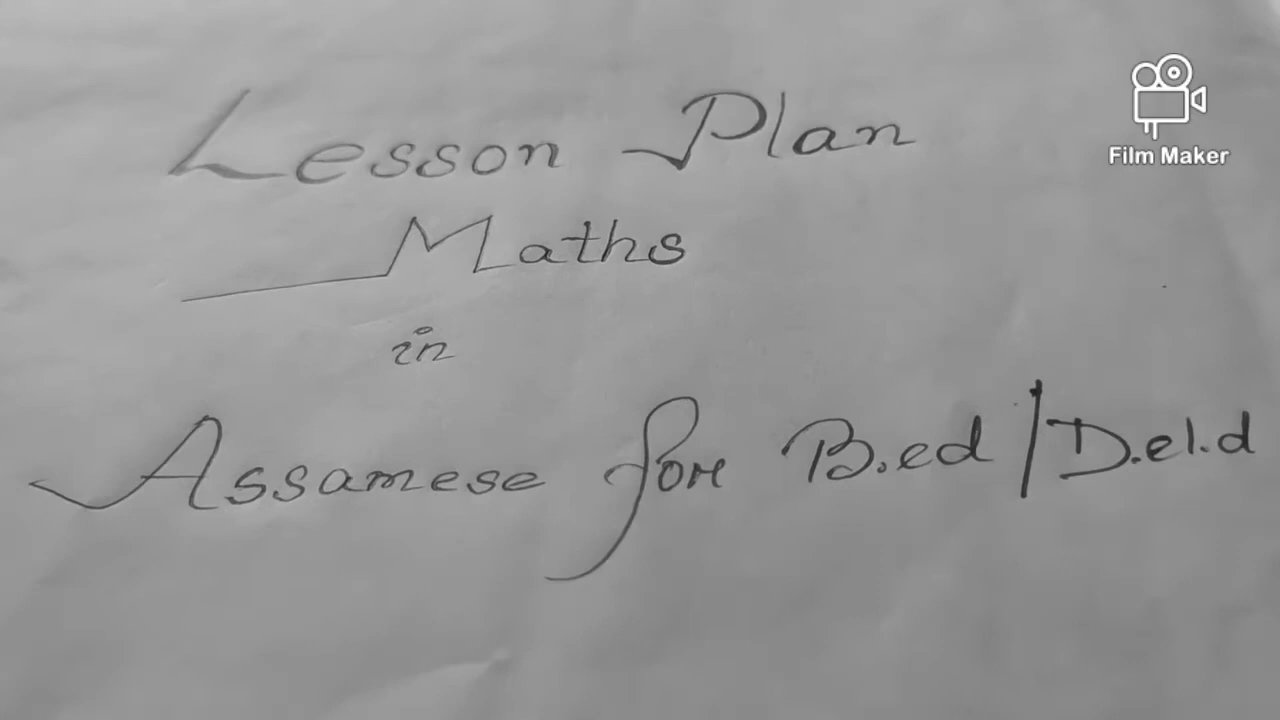 Lesson Plan
Film Maker
Maths
in
Assamese for B.ed / D.el.d